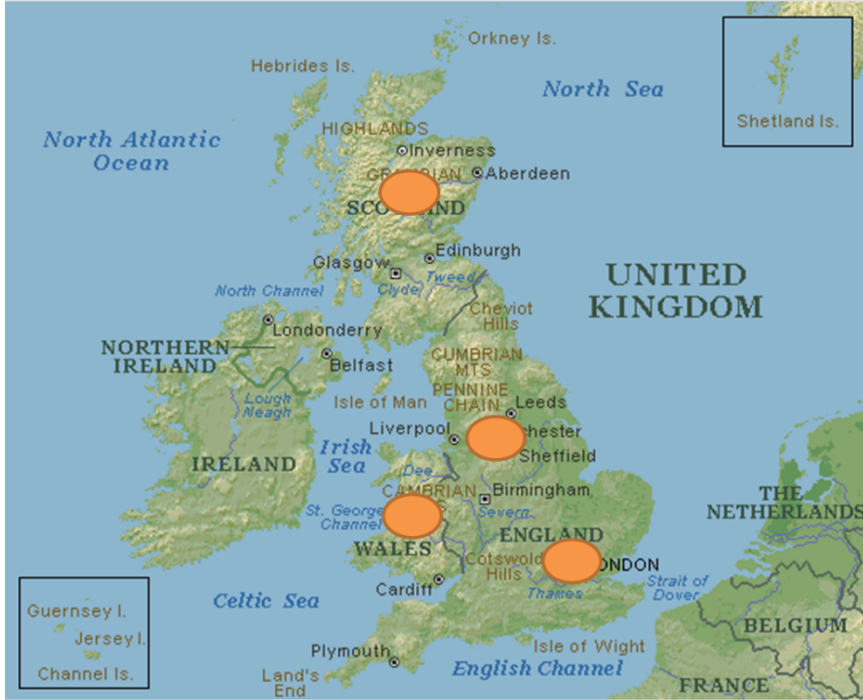 Orkney Is.
Hebrides Is.
North Sea
Shetland Is.
HIGHLANDS
North Atlantic
Ocean
Inverness
Aberdeen
Edinburgh
Glasgow
Tweed
Clyde
UNITED
KINGDOM
North Channel
Cheviot
Hills
Londonderry
NORTHERN
IRELAND
Belfast
CUMBRIAN
MTS
PENNINE
CHAIN
Lough
Neagh
Isle of Man
Leeds
Liverpool
chester
Sheffield
Irish
Sea
IRELAND
Dee
CAMBRIAN
Birmingham
THE
NETHERLANDS
St. George
Channel
Severn
ENGLAND
WALES
Cotswold
Hills
ONDON
Thames
Strait of
Dover
Cardiff
Celtic Sea
Guernsey I.
Jersey I.
Channel Is.
BELGIUM
Plymouth
Isle of Wight
English Channel
Land's
End
FRANCE